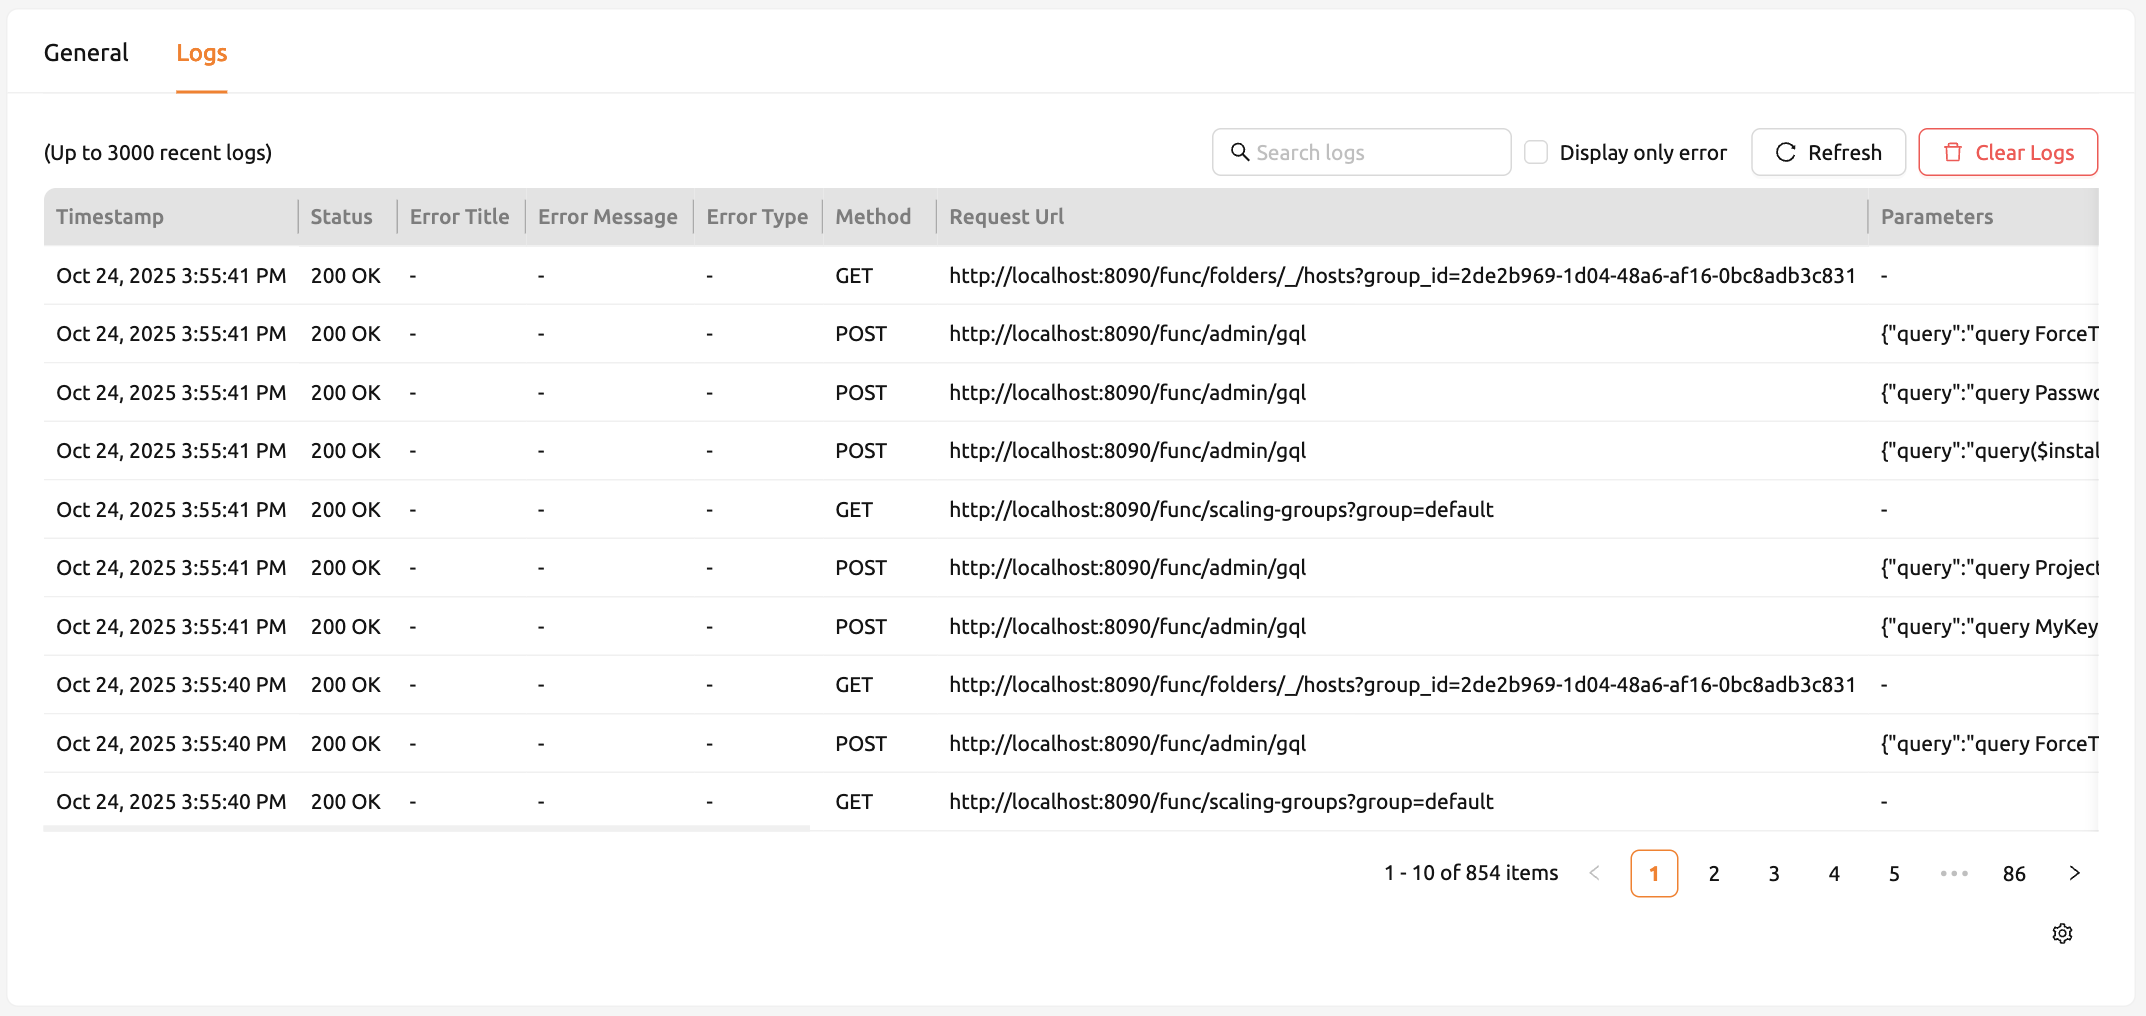 General Logs
(Up to 3000 recent logs) Search logs Display only error Refresh Clear Logs
Timestamp Status Error Title Error Message Error Type Method Request Url Parameters
Oct 24, 2025 3:55:41 PM 200 OK - - - GET http://localhost:8090/func/folders/_/hosts?group_id=2de2b969-1d04-48a6-af16-0bc8adb3c831 -
Oct 24, 2025 3:55:41 PM 200 OK - - - POST http://localhost:8090/func/admin/gql {"query":"query ForceT
Oct 24, 2025 3:55:41 PM 200 OK - - - POST http://localhost:8090/func/admin/gql {"query":"query Passwo
Oct 24, 2025 3:55:41 PM 200 OK - - - POST http://localhost:8090/func/admin/gql {"query":"query($instal
Oct 24, 2025 3:55:41 PM 200 OK - - - GET http://localhost:8090/func/scaling-groups?group=default -
Oct 24, 2025 3:55:41 PM 200 OK - - - POST http://localhost:8090/func/admin/gql {"query":"query Project
Oct 24, 2025 3:55:41 PM 200 OK - - - POST http://localhost:8090/func/admin/gql {"query":"query MyKey
Oct 24, 2025 3:55:40 PM 200 OK - - - GET http://localhost:8090/func/folders/_/hosts?group_id=2de2b969-1d04-48a6-af16-0bc8adb3c831 -
Oct 24, 2025 3:55:40 PM 200 OK - - - POST http://localhost:8090/func/admin/gql {"query":"query ForceT
Oct 24, 2025 3:55:40 PM 200 OK - - - GET http://localhost:8090/func/scaling-groups?group=default -
1 - 10 of 854 items < 1 2 3 4 5 ••• 86 >